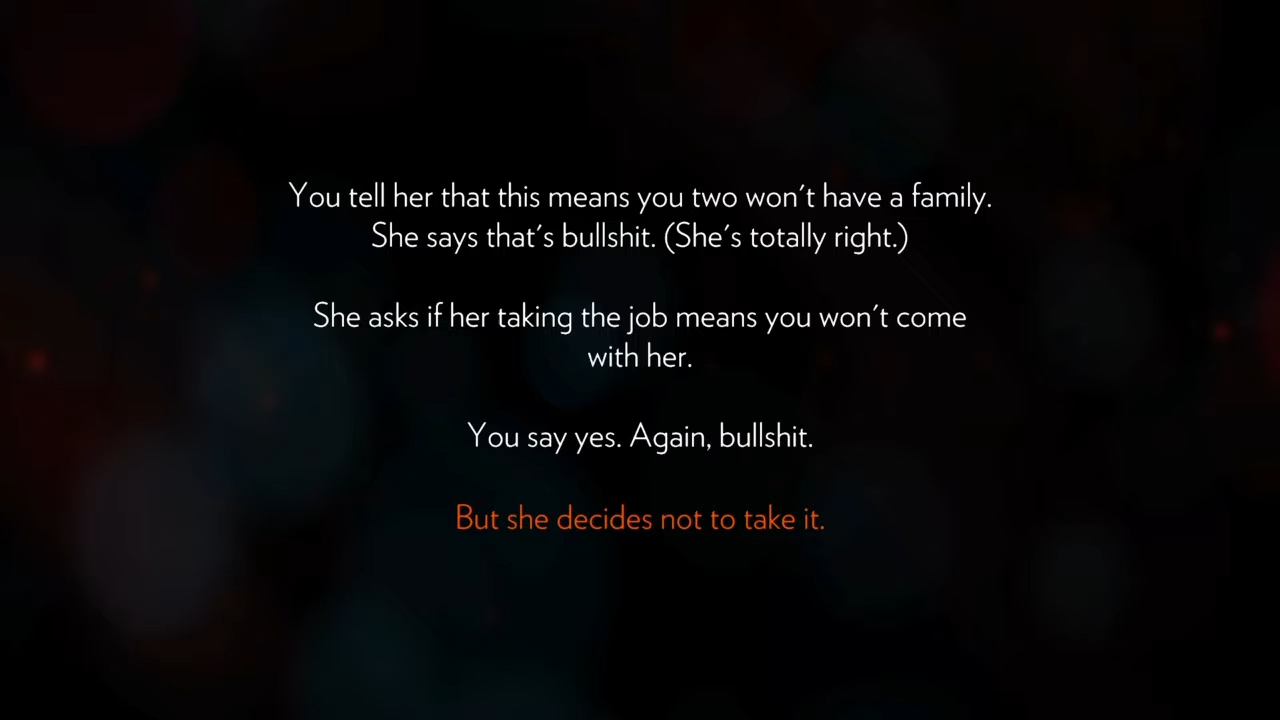 You tell her that this means you two won't have a family.
She says that's bullshit. (She's totally right.)
She asks if her taking the job means you won't come
with her.
You say yes. Again, bullshit.
But she decides not to take it.